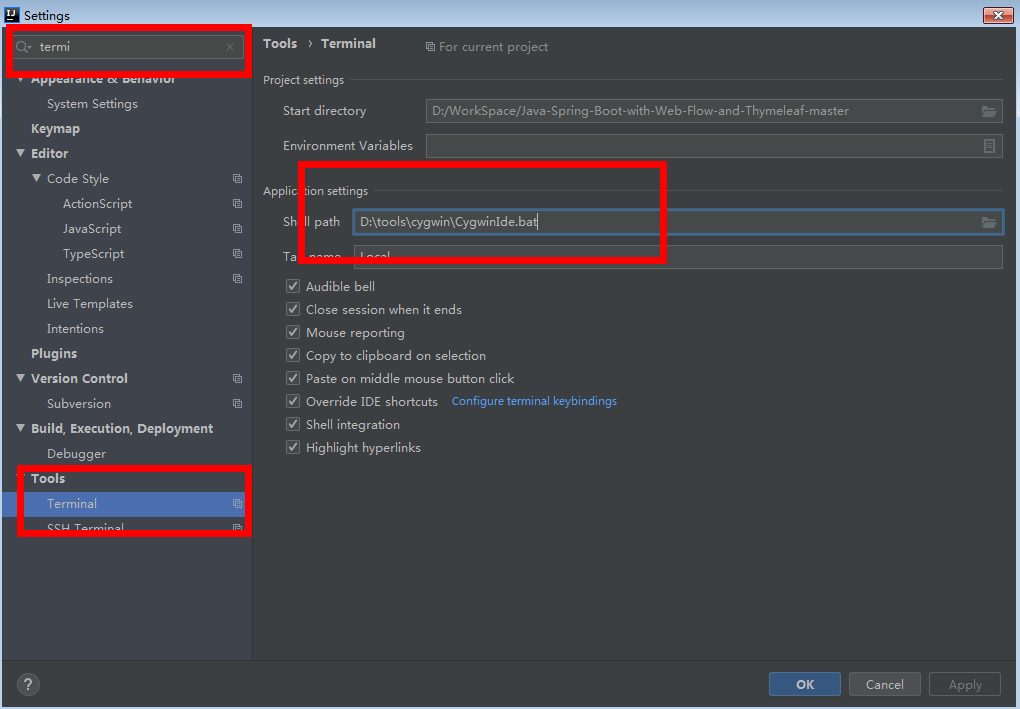 Settings
termi
Appearance & Behavior
System Settings
Keymap
Editor
Code Style
ActionScript
JavaScript
TypeScript
Inspections
Live Templates
Intentions
Plugins
Version Control
Subversion
Build, Execution, Deployment
Debugger
Tools
Terminal
SSH Terminal
Tools › Terminal
For current project
Project settings
Start directory
D:/WorkSpace/Java-Spring-Boot-with-Web-Flow-and-Thymeleaf-master
Environment Variables
Application settings
Shell path
D:\tools\cygwin\CygwinIde.bat
Tab name
Local
Audible bell
Close session when it ends
Mouse reporting
Copy to clipboard on selection
Paste on middle mouse button click
Override IDE shortcuts Configure terminal keybindings
Shell integration
Highlight hyperlinks
?
OK
Cancel
Apply